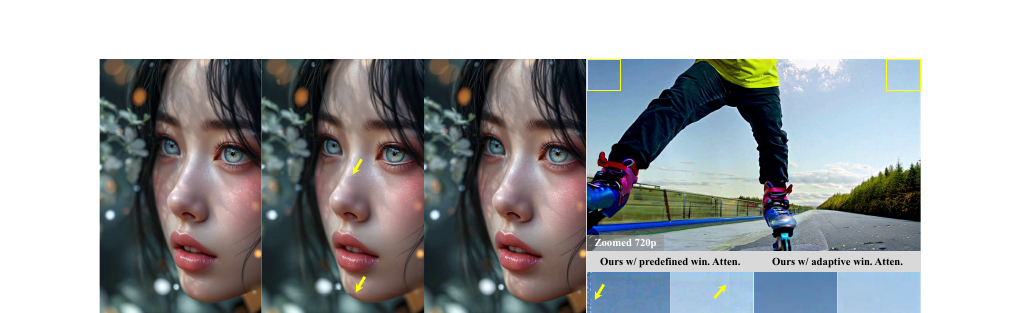 Zoomed 720p
Ours w/ predefined win. Atten.
Ours w/ adaptive win. Atten.